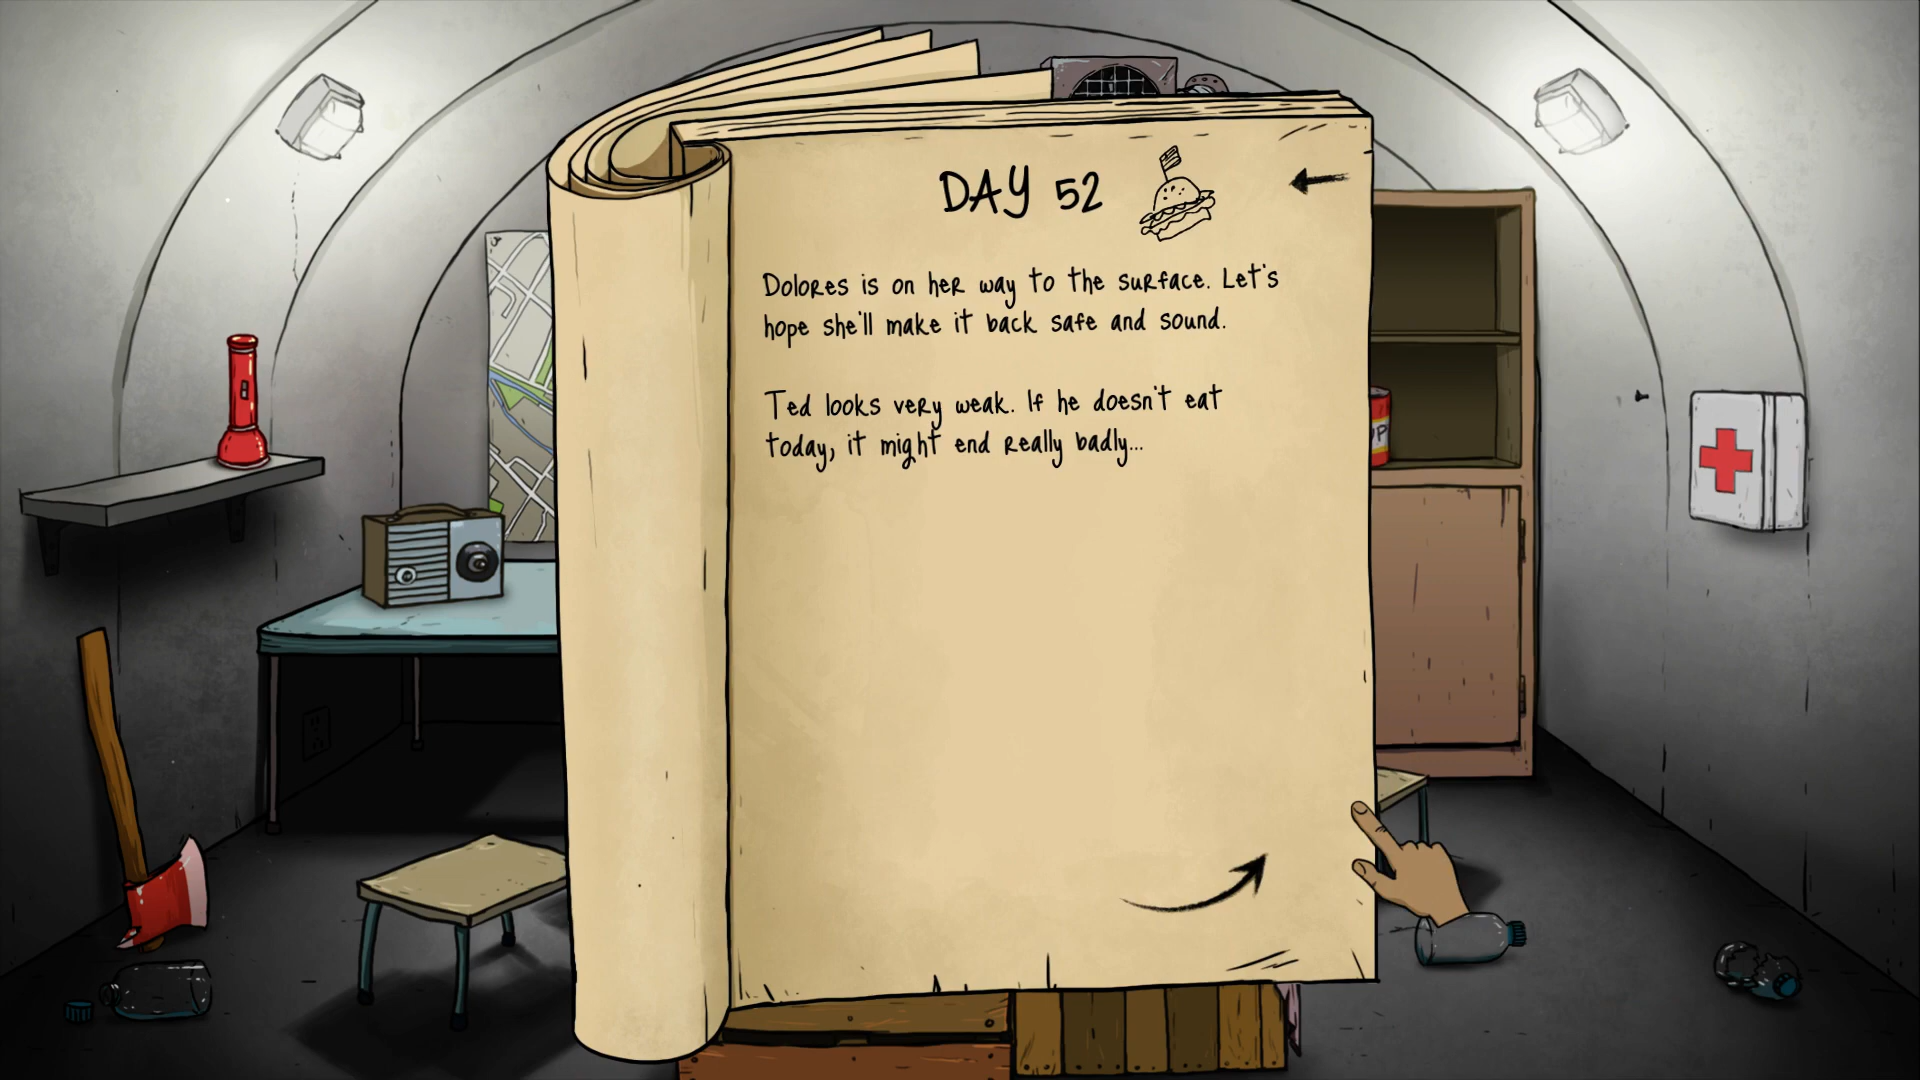 DAY 52
Dolores is on her way to the surface. Let's
hope she'll make it back safe and sound.
Ted looks very weak. If he doesn't eat
today, it might end really badly...